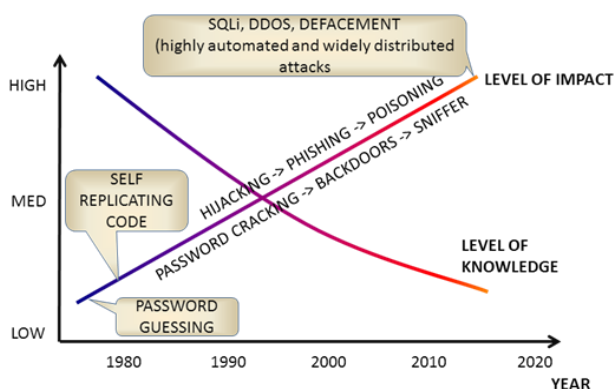 SQLi, DDOS, DEFACEMENT
(highly automated and widely distributed
attacks
HIGH
LEVEL OF IMPACT
HIJACKING -> PHISHING -> POISONING
PASSWORD CRACKING -> BACKDOORS -> SNIFFER
SELF
REPLICATING
CODE
MED
LEVEL OF
KNOWLEDGE
PASSWORD
GUESSING
LOW
1980
1990
2000
2010
2020
YEAR